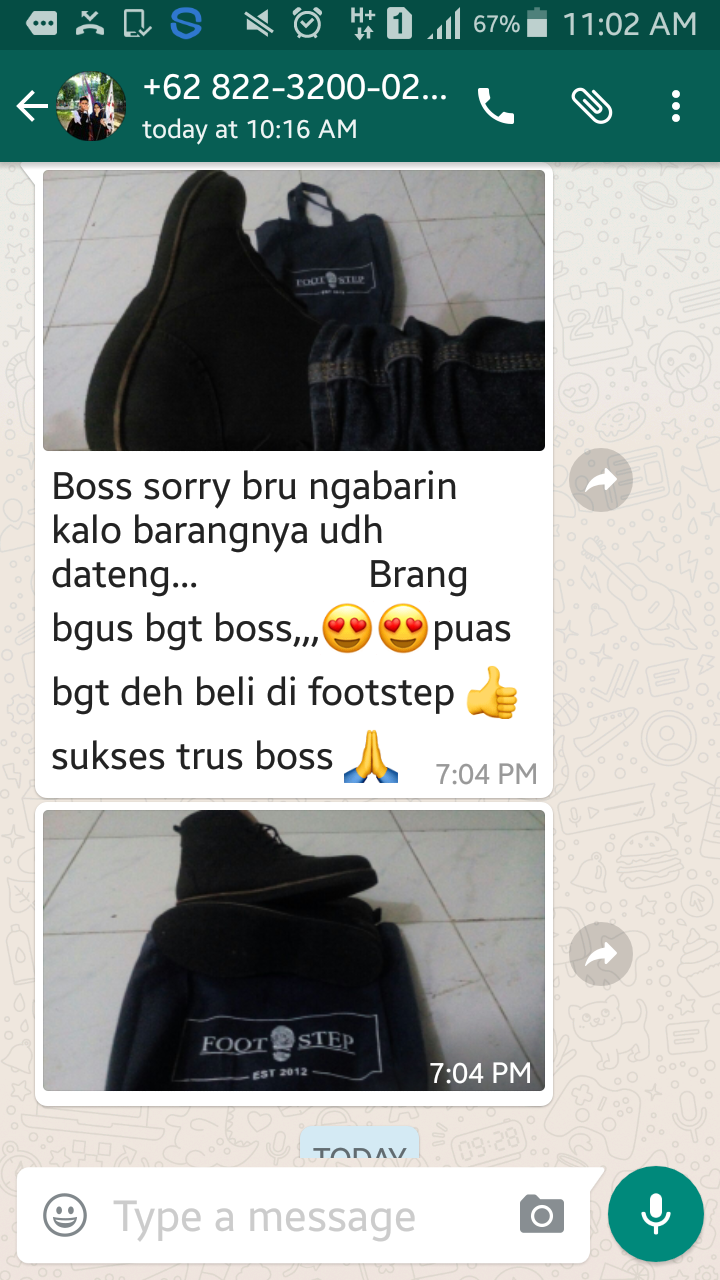 H+ 1 67% 11:02 AM
+62 822-3200-02...
today at 10:16 AM
FOOT STEP
Boss sorry bru ngabarin
kalo barangnya udh
dateng... Brang
bgus bgt boss,,,😍😍puas
bgt deh beli di footstep 👍
sukses trus boss 🙏 7:04 PM
FOOT STEP
EST 2012
7:04 PM
TODAY
Type a message